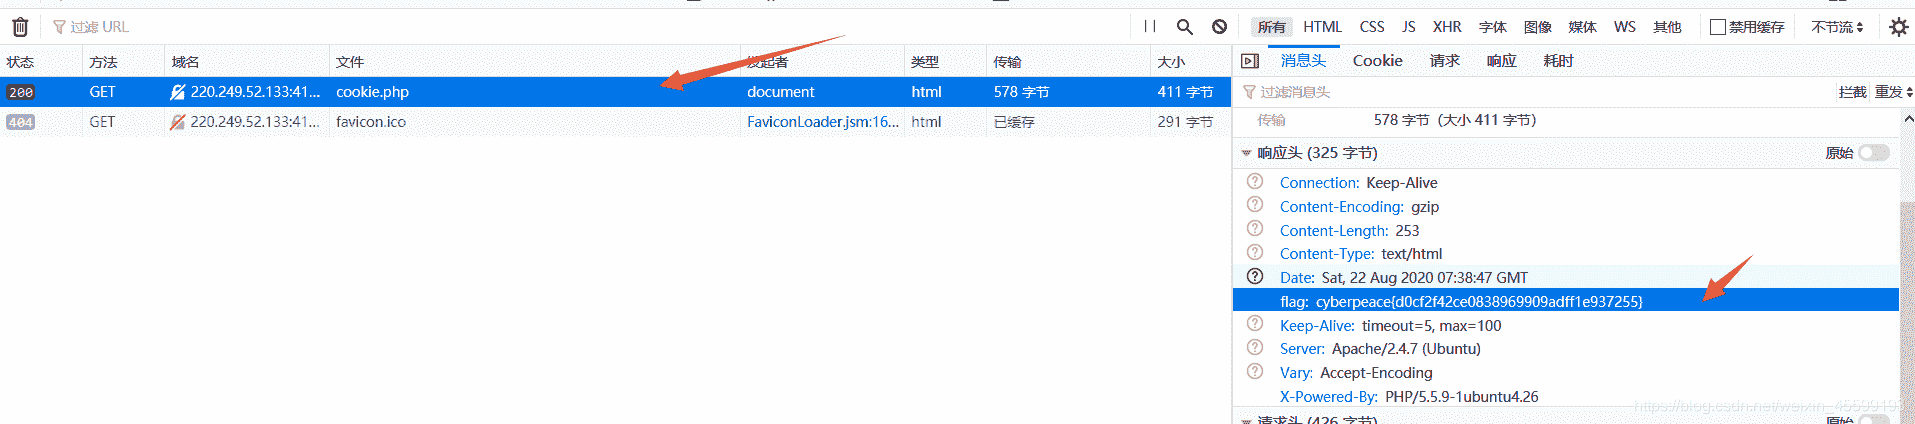 过滤 URL
所有 HTML CSS JS XHR 字体 图像 媒体 WS 其他 禁用缓存 不节流
状态 方法 域名 文件 发起者 类型 传输 大小
200 GET 220.249.52.133:41... cookie.php document html 578 字节 411 字节
404 GET 220.249.52.133:41... favicon.ico FaviconLoader.jsm:16... html 已缓存 291 字节
消息头 Cookie 请求 响应 耗时
过滤消息头 拦截 重发
传输 578 字节（大小 411 字节）
响应头 (325 字节) 原始
Connection: Keep-Alive
Content-Encoding: gzip
Content-Length: 253
Content-Type: text/html
Date: Sat, 22 Aug 2020 07:38:47 GMT
flag: cyberpeace{d0cf2f42ce0838969909adff1e937255}
Keep-Alive: timeout=5, max=100
Server: Apache/2.4.7 (Ubuntu)
Vary: Accept-Encoding
X-Powered-By: PHP/5.5.9-1ubuntu4.26
请求头 (426 字节) 原始